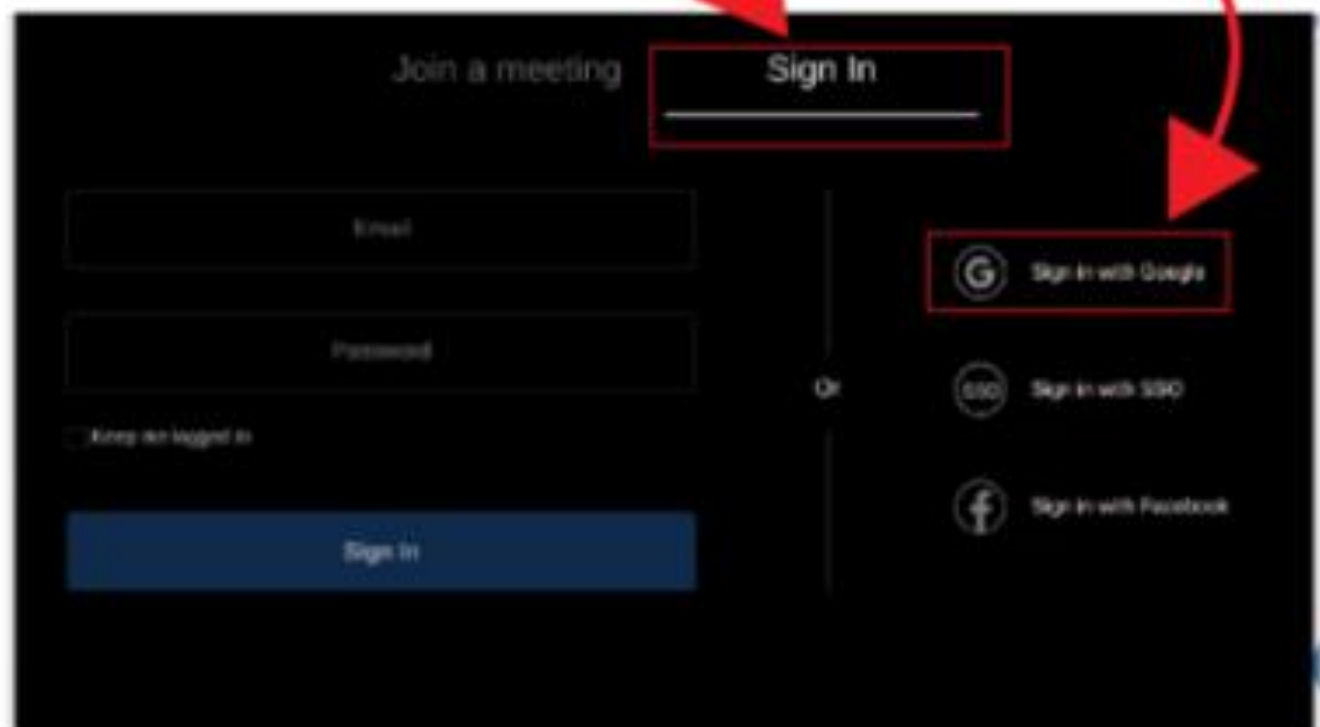 Join a meeting
Sign In
Email
Password
Keep me logged in
Sign In
Or
G
Sign in with Google
SSO
Sign in with SSO
f
Sign in with Facebook